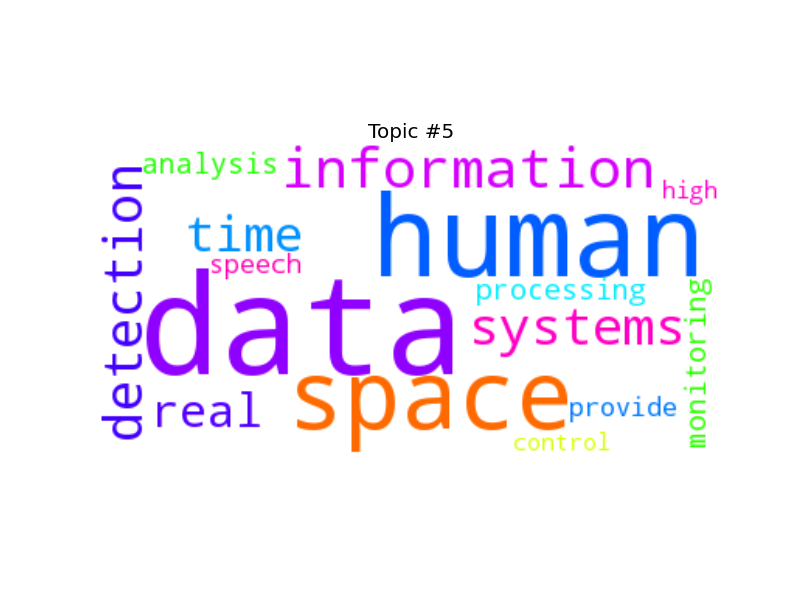 Topic #5
analysis
information
high
detection
human
time
speech
data
processing
systems
monitoring
space
real
provide
control